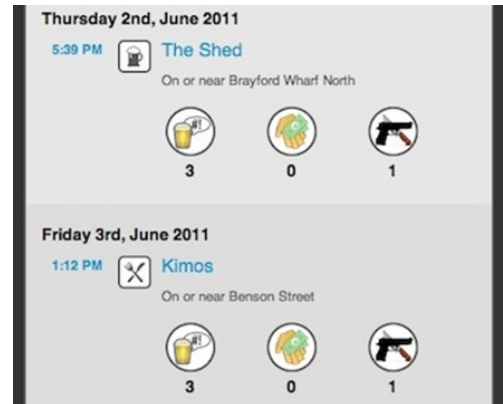 Thursday 2nd, June 2011
5:39 PM The Shed
On or near Brayford Wharf North
#!
3 0 1
Friday 3rd, June 2011
1:12 PM Kimos
On or near Benson Street
#!
3 0 1